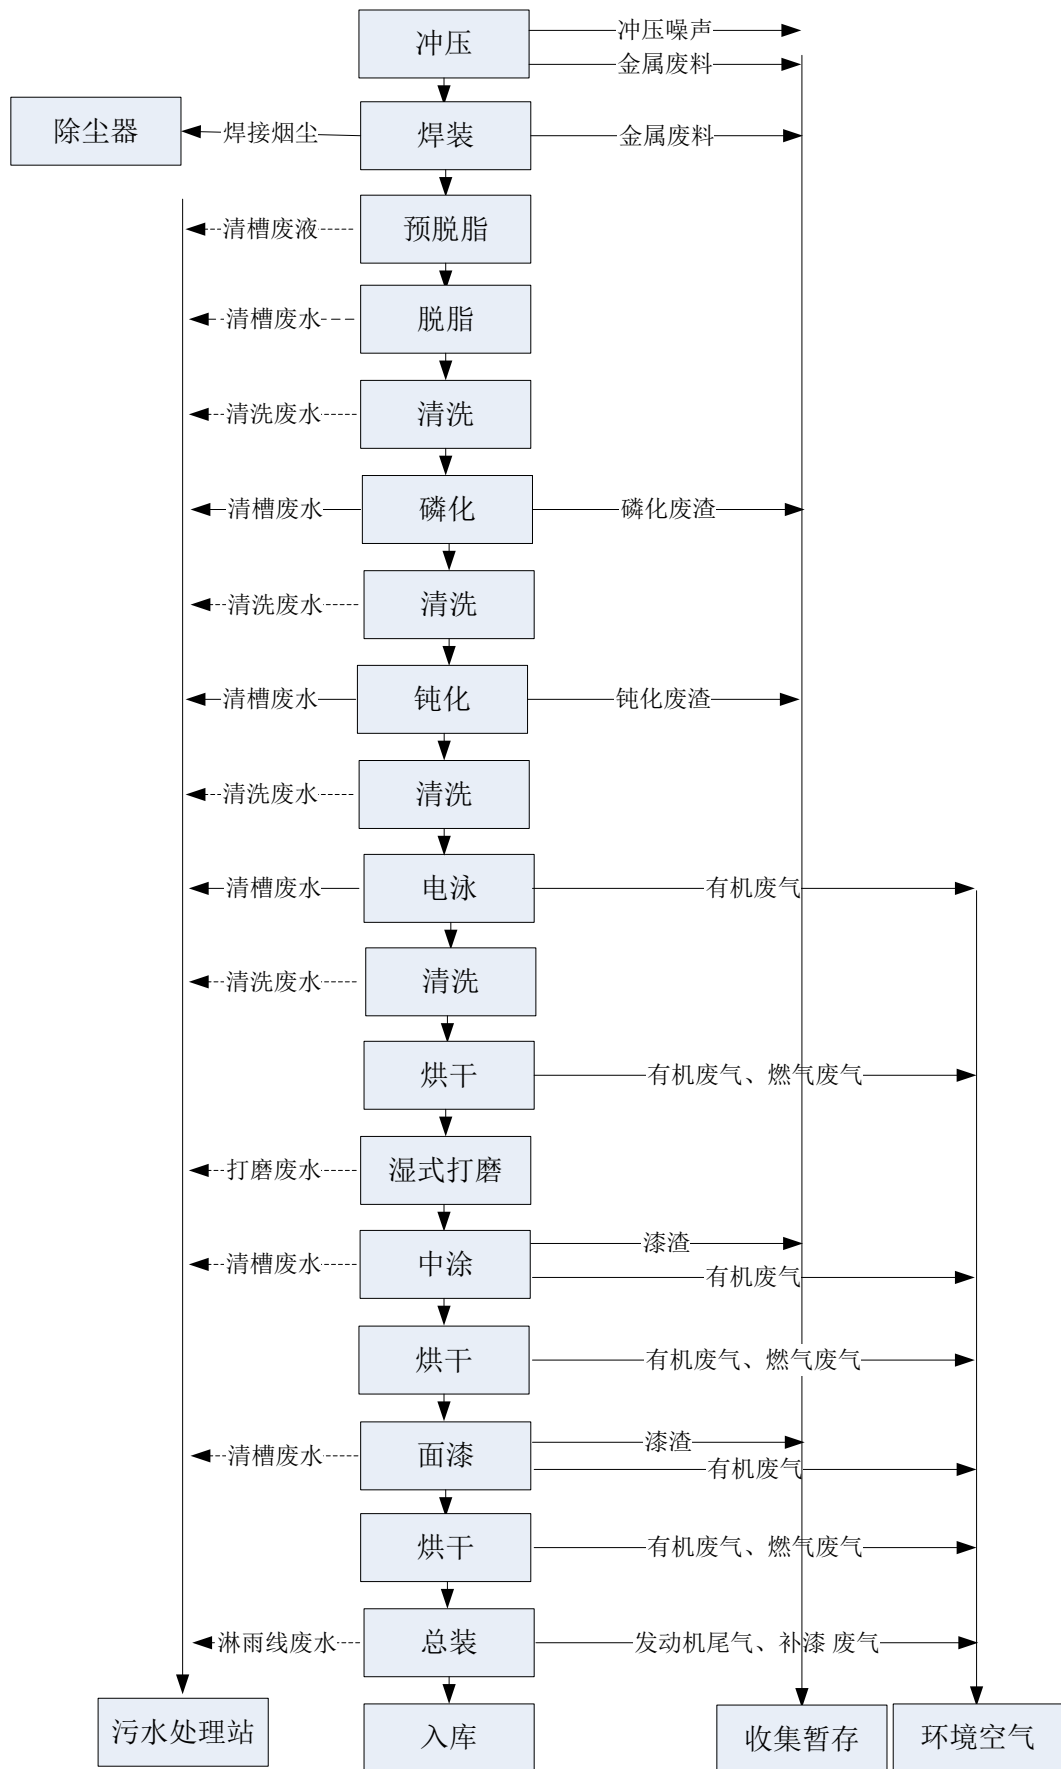 冲压
冲压噪声
金属废料
除尘器
焊接烟尘
焊装
金属废料
清槽废液
预脱脂
清槽废水
脱脂
清洗废水
清洗
清槽废水
磷化
磷化废渣
清洗废水
清洗
清槽废水
钝化
钝化废渣
清洗废水
清洗
清槽废水
电泳
有机废气
清洗废水
清洗
烘干
有机废气、燃气废气
打磨废水
湿式打磨
清槽废水
中涂
漆渣
有机废气
烘干
有机废气、燃气废气
清槽废水
面漆
漆渣
有机废气
烘干
有机废气、燃气废气
淋雨线废水
总装
发动机尾气、补漆 废气
污水处理站
入库
收集暂存
环境空气